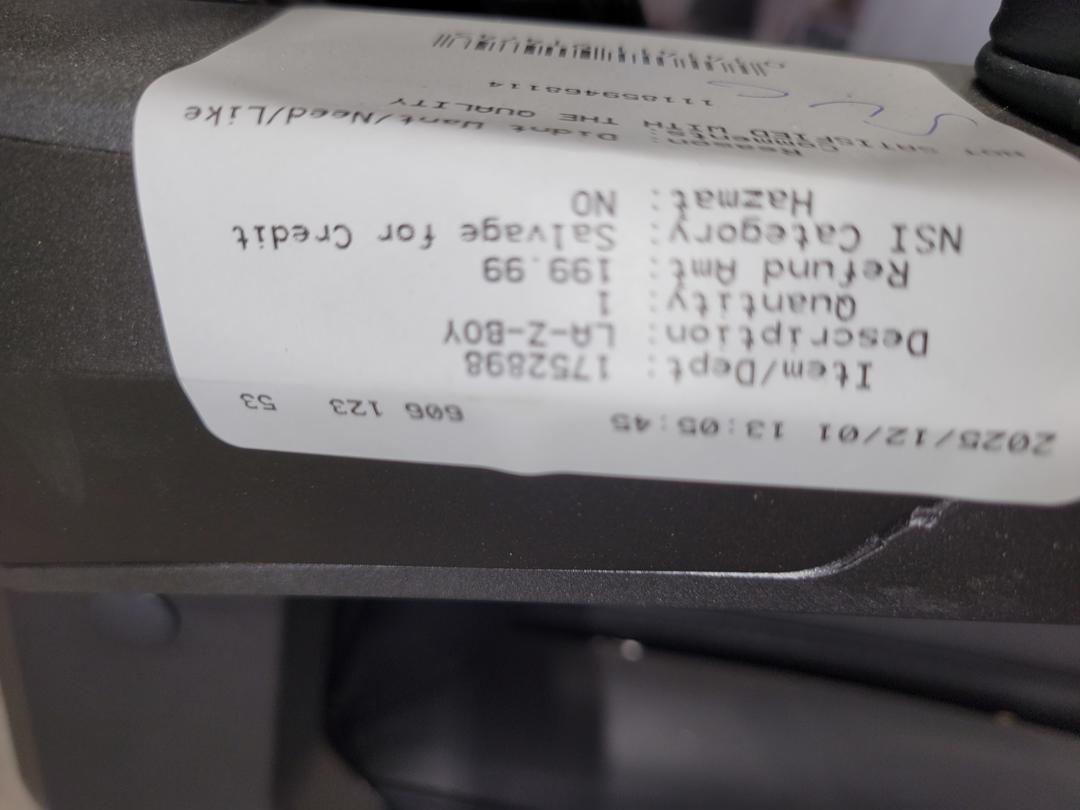 2025/12/01 13:05:45 606 123 53
Item/Dept: 1752898
Description: LA-Z-BOY
Quantity: 1
Refund Amt: 199.99
NSI Category: Salvage for Credit
Hazmat: NO
Reason: Didnt Want/Need/Like
Comments:
NOT SATISFIED WITH THE QUALITY
111859468114